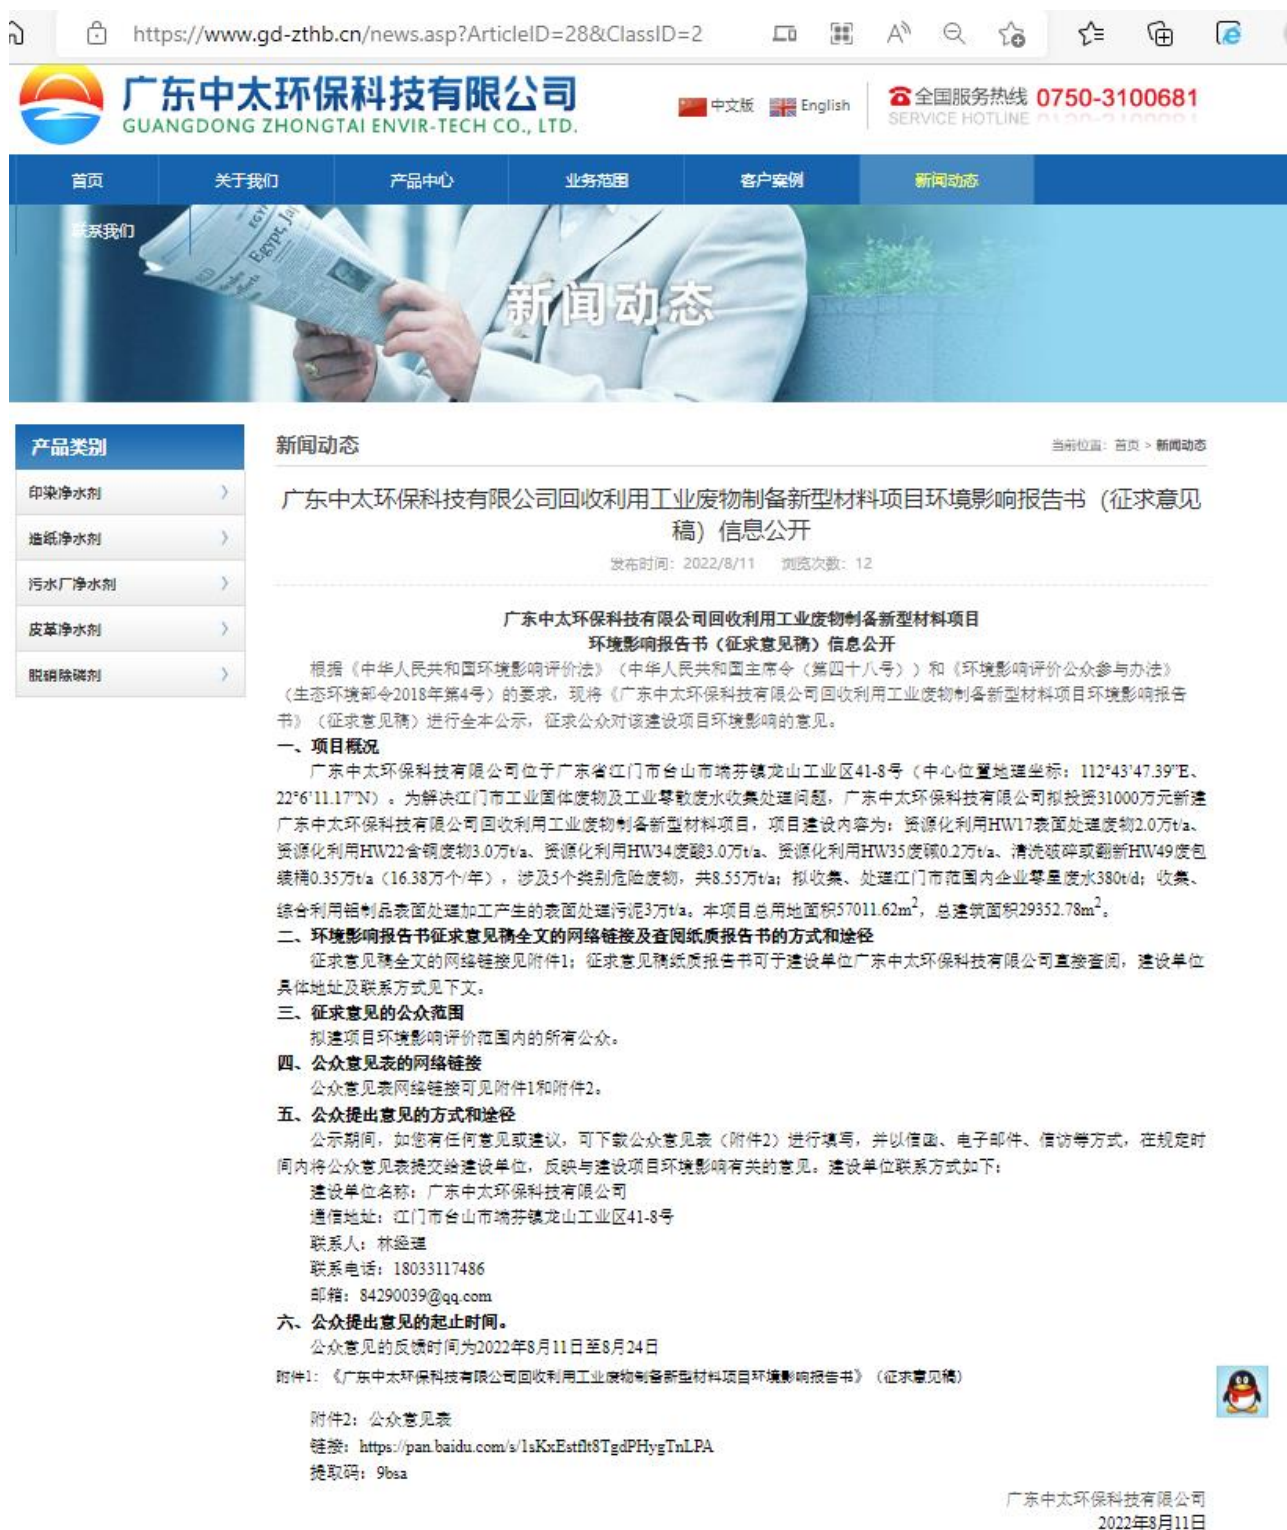 https://www.gd-zthb.cn/news.asp?ArticleID=28&ClassID=2
广东中太环保科技有限公司
GUANGDONG ZHONGTAI ENVIR-TECH CO., LTD.
中文版 English
全国服务热线 0750-3100681
SERVICE HOTLINE
首页 关于我们 产品中心 业务范围 客户案例 新闻动态
联系我们
新闻动态
产品类别
印染净水剂
造纸净水剂
污水厂净水剂
皮革净水剂
脱硝除磷剂
新闻动态
当前位置：首页 > 新闻动态
广东中太环保科技有限公司回收利用工业废物制备新型材料项目环境影响报告书（征求意见
稿）信息公开
发布时间：2022/8/11 浏览次数：12
广东中太环保科技有限公司回收利用工业废物制备新型材料项目
环境影响报告书（征求意见稿）信息公开
根据《中华人民共和国环境影响评价法》（中华人民共和国主席令（第四十八号））和《环境影响评价公众参与办法》
（生态环境部令2018年第4号）的要求，现将《广东中太环保科技有限公司回收利用工业废物制备新型材料项目环境影响报告
书》（征求意见稿）进行全本公示，征求公众对该建设项目环境影响的意见。
一、项目概况
广东中太环保科技有限公司位于广东省江门市台山市端芬镇龙山工业区41-8号（中心位置地理坐标：112°43'47.39"E、
22°6'11.17"N）。为解决江门市工业固体废物及工业零散废水收集处理问题，广东中太环保科技有限公司拟投资31000万元新建
广东中太环保科技有限公司回收利用工业废物制备新型材料项目，项目建设内容为：资源化利用HW17表面处理废物2.0万t/a、
资源化利用HW22含铜废物3.0万t/a、资源化利用HW34废酸3.0万t/a、资源化利用HW35废碱0.2万t/a、清洗破碎或翻新HW49废包
装桶0.35万t/a（16.38万个/年），涉及5个类别危险废物，共8.55万t/a；拟收集、处理江门市范围内企业零星废水380t/d；收集、
综合利用铝制品表面处理加工产生的表面处理污泥3万t/a。本项目总用地面积57011.62m²，总建筑面积29352.78m²。
二、环境影响报告书征求意见稿全文的网络链接及查阅纸质报告书的方式和途径
征求意见稿全文的网络链接见附件1；征求意见稿纸质报告书可于建设单位广东中太环保科技有限公司直接查阅，建设单位
具体地址及联系方式见下文。
三、征求意见的公众范围
拟建项目环境影响评价范围内的所有公众。
四、公众意见表的网络链接
公众意见表网络链接可见附件1和附件2。
五、公众提出意见的方式和途径
公示期间，如您有任何意见或建议，可下载公众意见表（附件2）进行填写，并以信函、电子邮件、信访等方式，在规定时
间内将公众意见表提交给建设单位，反映与建设项目环境影响有关的意见。建设单位联系方式如下：
建设单位名称：广东中太环保科技有限公司
通信地址：江门市台山市端芬镇龙山工业区41-8号
联系人：林经理
联系电话：18033117486
邮箱：84290039@qq.com
六、公众提出意见的起止时间。
公众意见的反馈时间为2022年8月11日至8月24日
附件1：《广东中太环保科技有限公司回收利用工业废物制备新型材料项目环境影响报告书》（征求意见稿）
附件2：公众意见表
链接：https://pan.baidu.com/s/1sKxEstflt8TgdPHygTnLPA
提取码：9bsa
广东中太环保科技有限公司
2022年8月11日